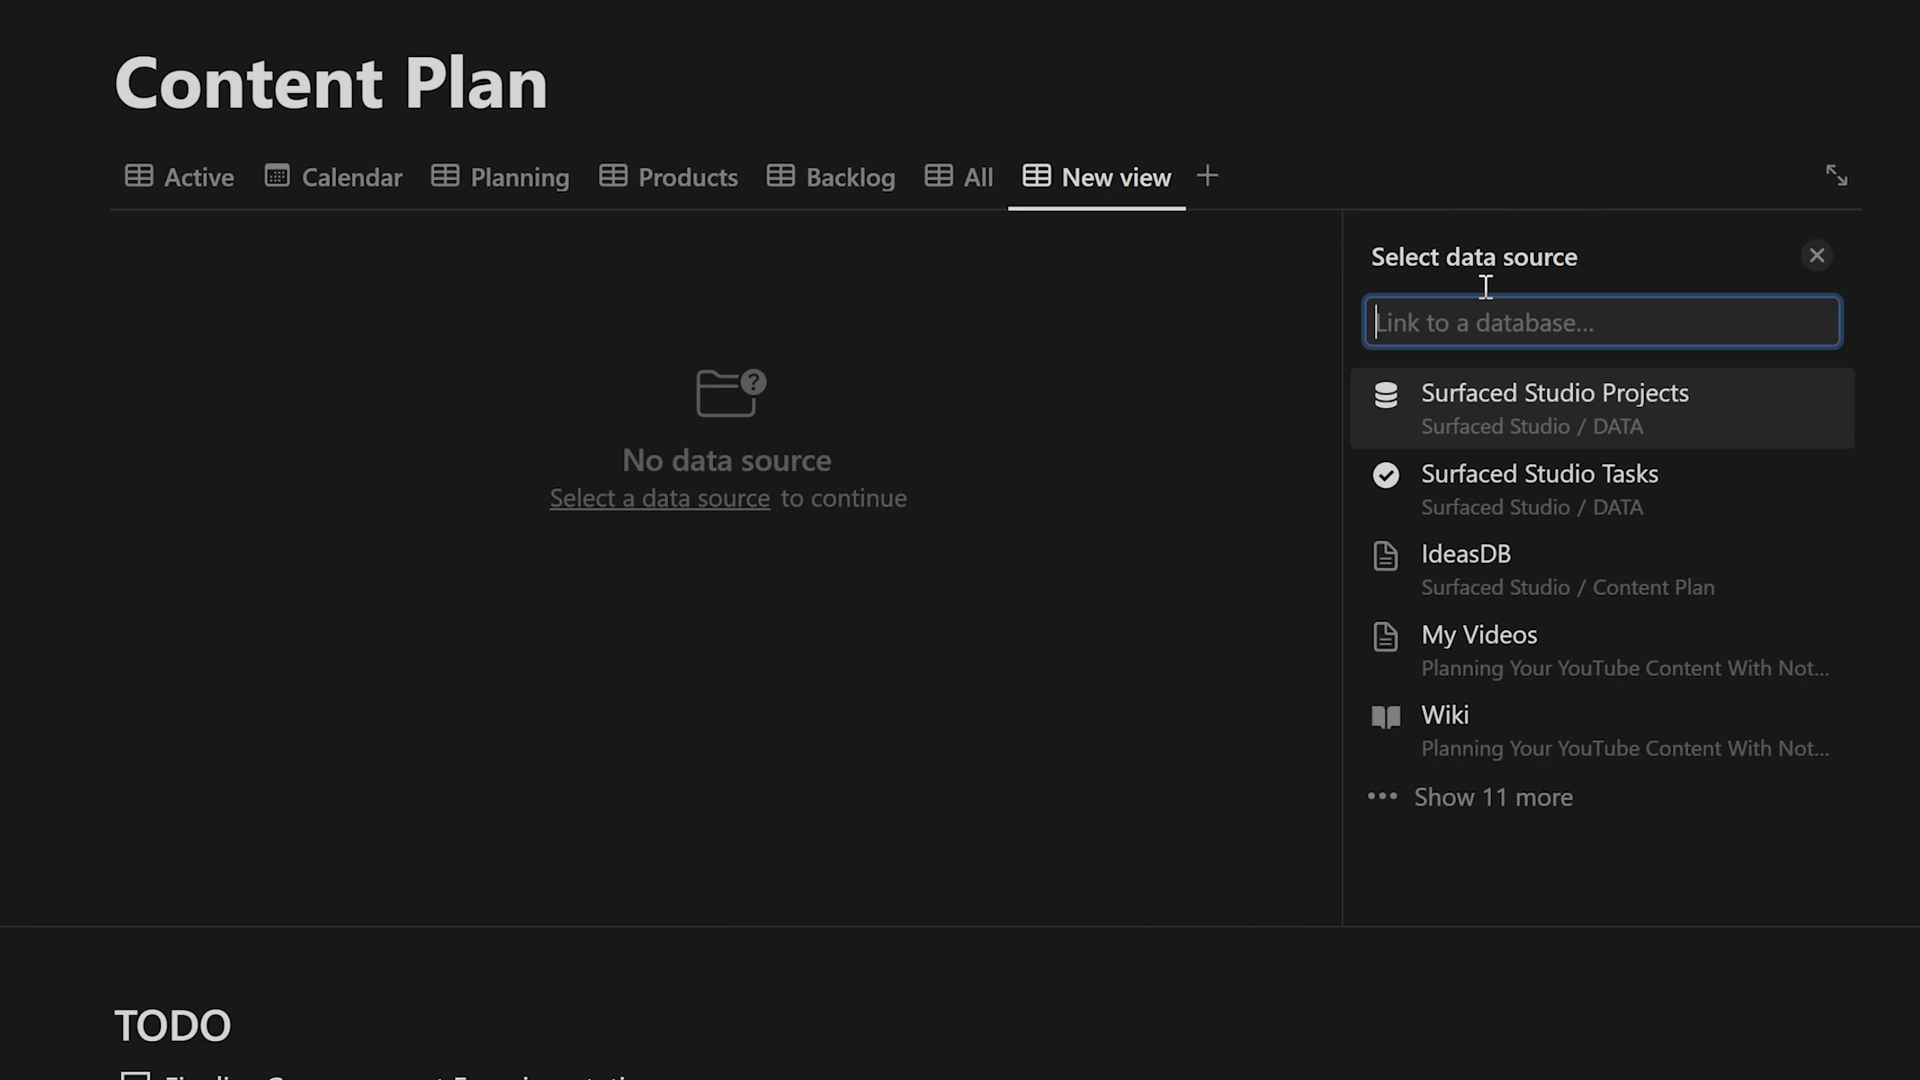 Content Plan
Active Calendar Planning Products Backlog All New view
Select data source
Link to a database...
No data source
Select a data source to continue
Surfaced Studio Projects
Surfaced Studio / DATA
Surfaced Studio Tasks
Surfaced Studio / DATA
IdeasDB
Surfaced Studio / Content Plan
My Videos
Planning Your YouTube Content With Not...
Wiki
Planning Your YouTube Content With Not...
Show 11 more
TODO